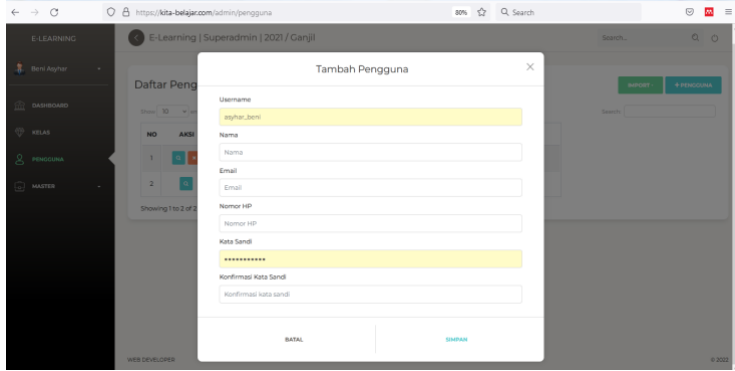 https://kita-belajar.com/admin/pengguna
80%
Search
E-LEARNING
E-Learning | Superadmin | 2021 / Ganjil
Search...
Beni Asyhar
Tambah Pengguna
Daftar Peng
+ PENGGUNA
DASHBOARD
Username
Show 10
asyhar_beni
Search:
KELAS
Nama
NO AKSI
Nama
PENGGUNA
1
Email
Email
MASTER
2
Nomor HP
Showing 1 to 2 of 2
Nomor HP
Kata Sandi
•••••••••••
Konfirmasi Kata Sandi
Konfirmasi kata sandi
BATAL SIMPAN
WEB DEVELOPER
© 2023